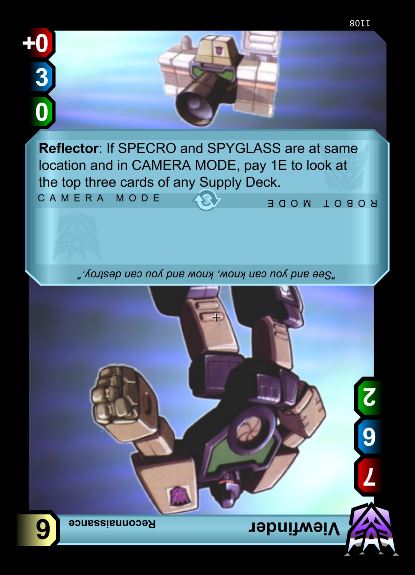 1108
+0
3
0
Reflector: If SPECRO and SPYGLASS are at same
location and in CAMERA MODE, pay 1E to look at
the top three cards of any Supply Deck.
CAMERA MODE
ROBOT MODE
"See and you can know, know and you can destroy."
2
6
7
Viewfinder
Reconnaissance
6